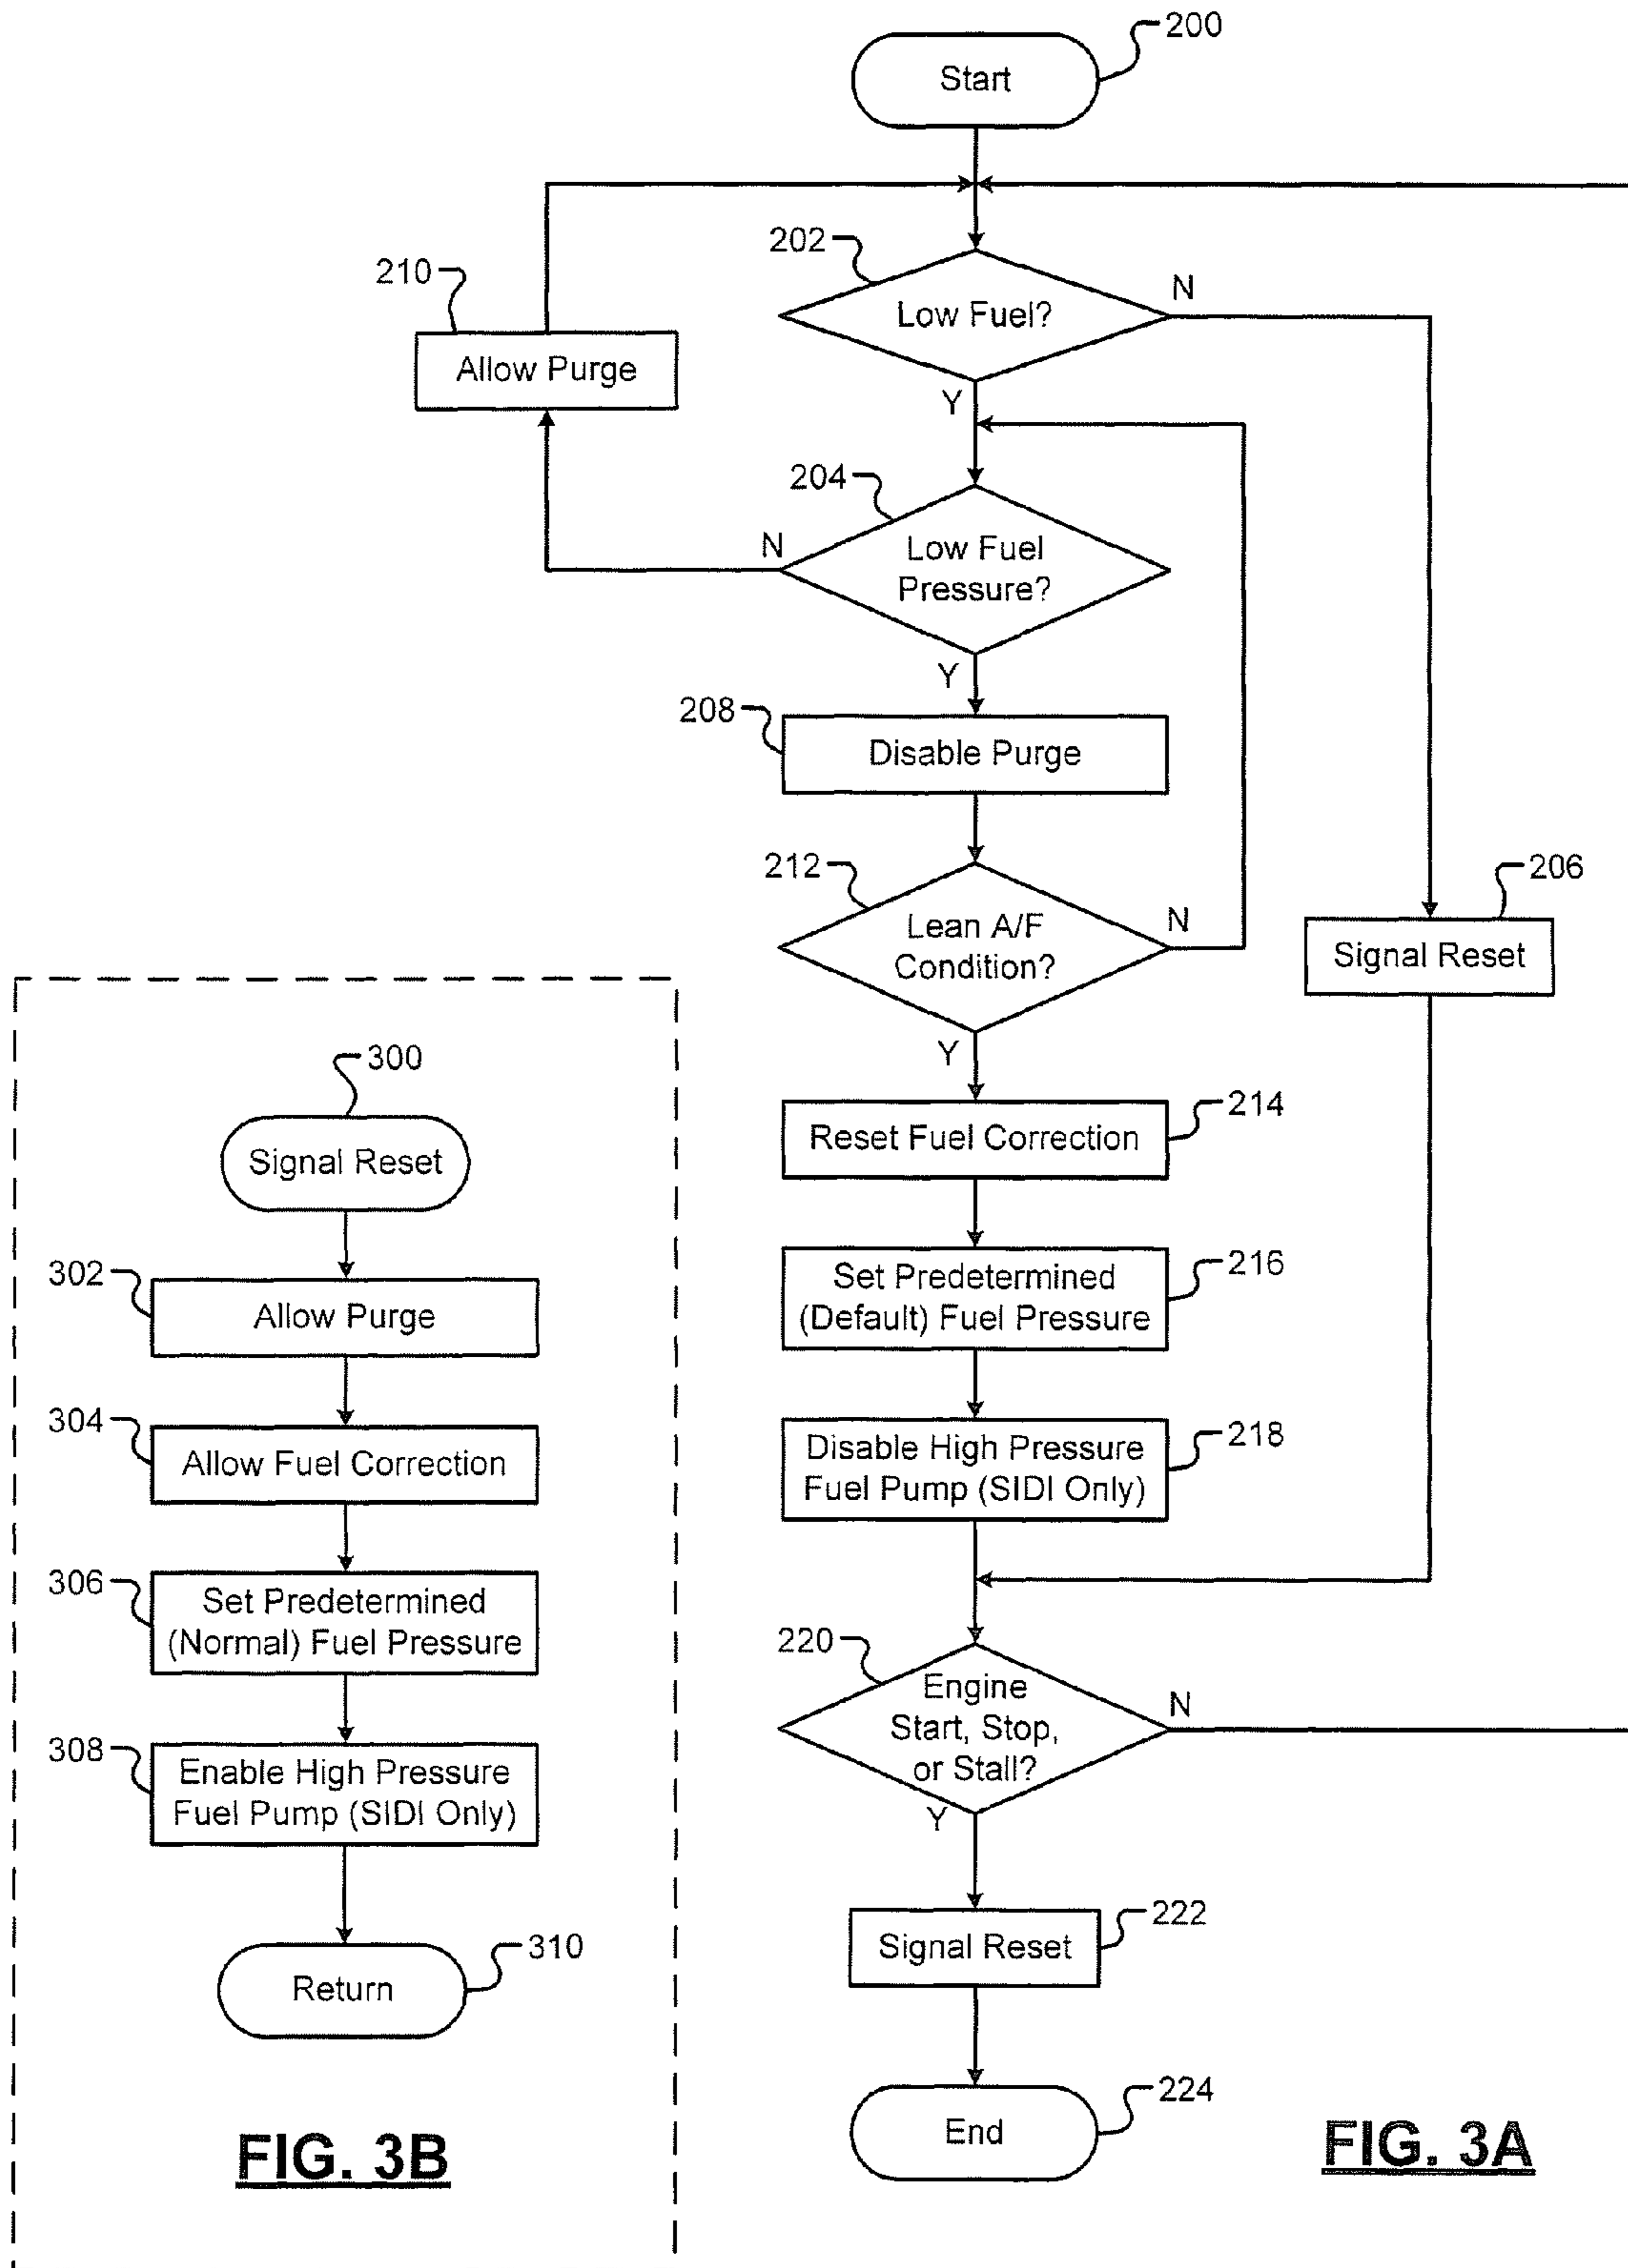 200
Start
202
N
210
Low Fuel?
Allow Purge
Y
204
N
Low Fuel
Pressure?
Y
208
Disable Purge
212
N
Lean A/F
Condition?
206
Signal Reset
Y
214
Reset Fuel Correction
216
Set Predetermined
(Default) Fuel Pressure
218
Disable High Pressure
Fuel Pump (SIDI Only)
220
N
Engine
Start, Stop,
or Stall?
Y
222
Signal Reset
224
End
FIG. 3A
300
Signal Reset
302
Allow Purge
304
Allow Fuel Correction
306
Set Predetermined
(Normal) Fuel Pressure
308
Enable High Pressure
Fuel Pump (SIDI Only)
310
Return
FIG. 3B